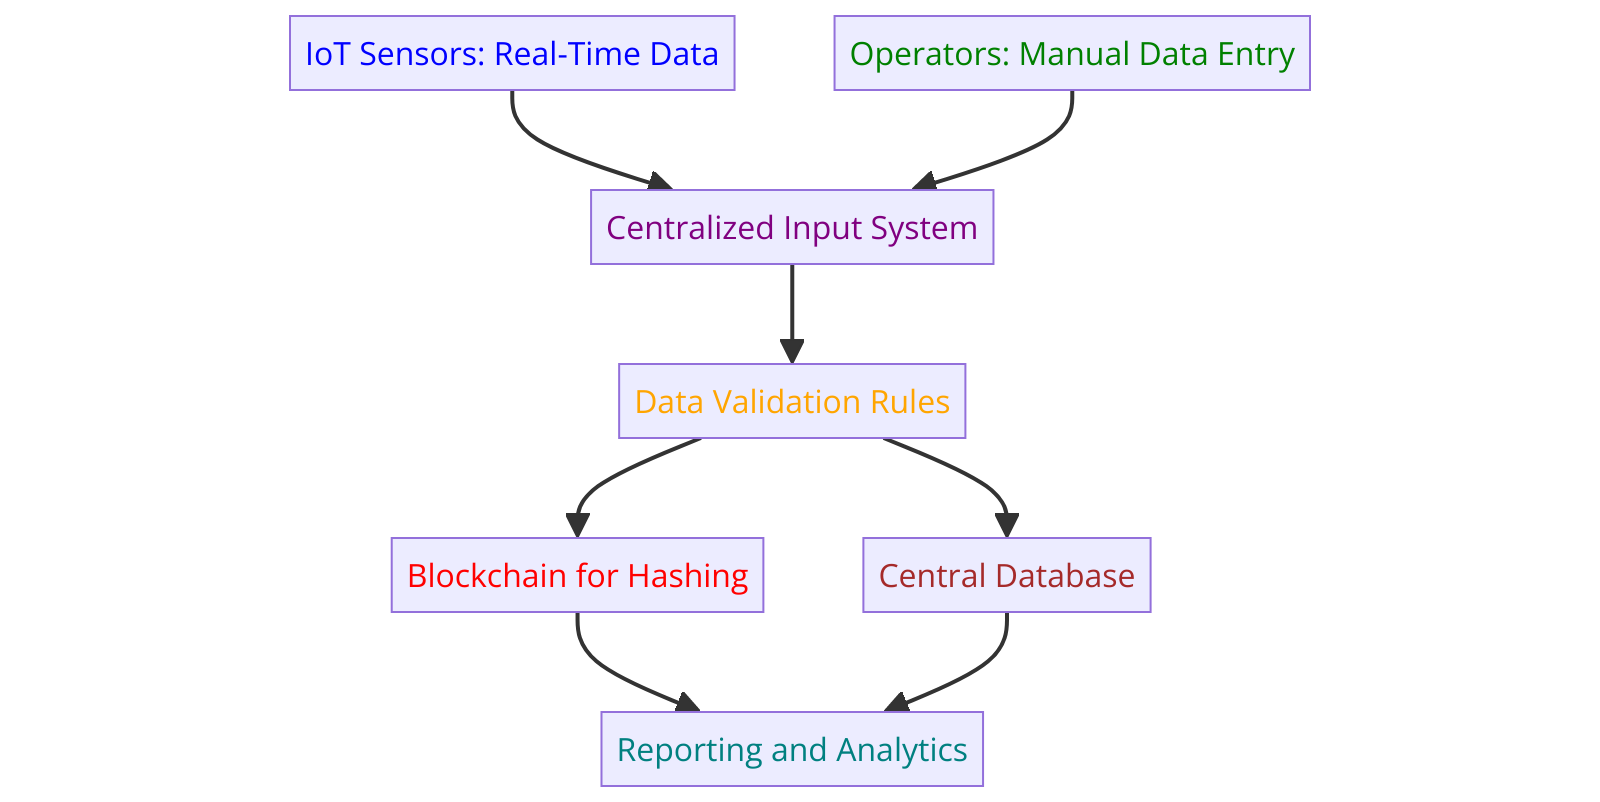 IoT Sensors: Real-Time Data
Operators: Manual Data Entry
Centralized Input System
Data Validation Rules
Blockchain for Hashing
Central Database
Reporting and Analytics